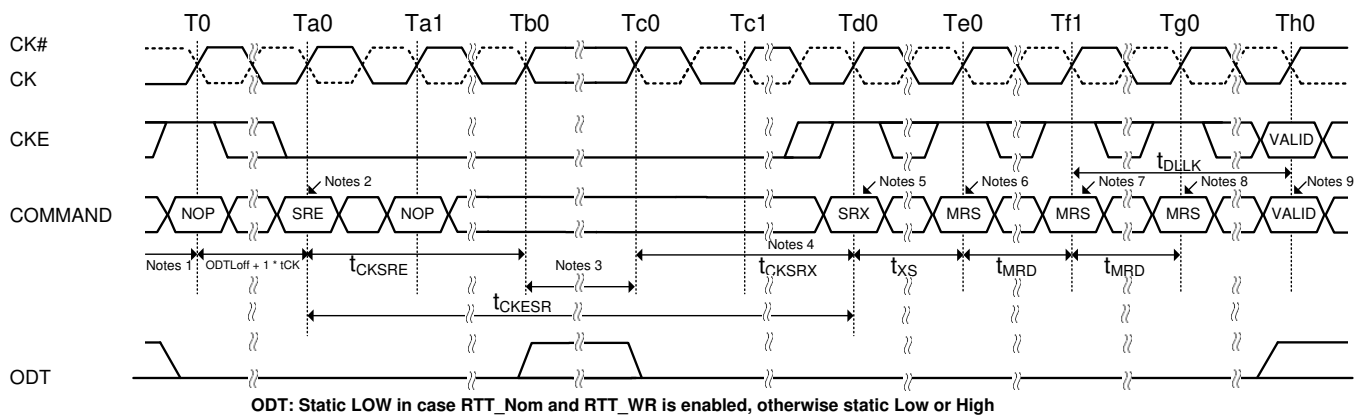 T0 Ta0 Ta1 Tb0 Tc0 Tc1 Td0 Te0 Tf1 Tg0 Th0
CK#
CK
CKE
VALID
tDLLK
Notes 2 Notes 5 Notes 6 Notes 7 Notes 8 Notes 9
COMMAND
NOP SRE NOP SRX MRS MRS MRS VALID
Notes 1 ODTLoff + 1 * tCK tCKSRE Notes 3 Notes 4 tCKSRX tXS tMRD tMRD
tCKESR
ODT
ODT: Static LOW in case RTT_Nom and RTT_WR is enabled, otherwise static Low or High